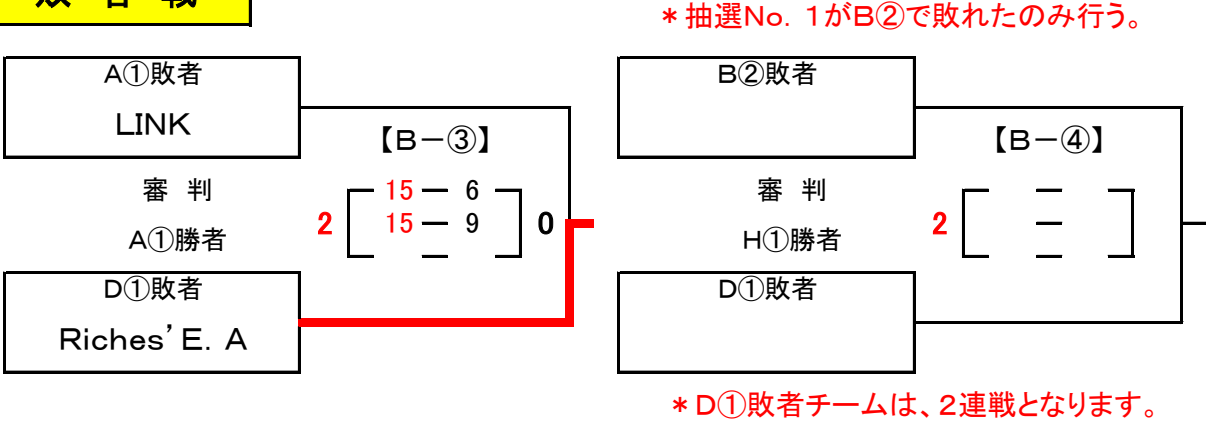 敗者戦
＊抽選No．1がB②で敗れたのみ行う。
A①敗者
LINK
【B－③】
審 判
A①勝者
2
15 － 6
15 － 9
－
0
D①敗者
Riches’E．A
B②敗者
【B－④】
審 判
H①勝者
2
－
－
－
D①敗者
＊D①敗者チームは、2連戦となります。